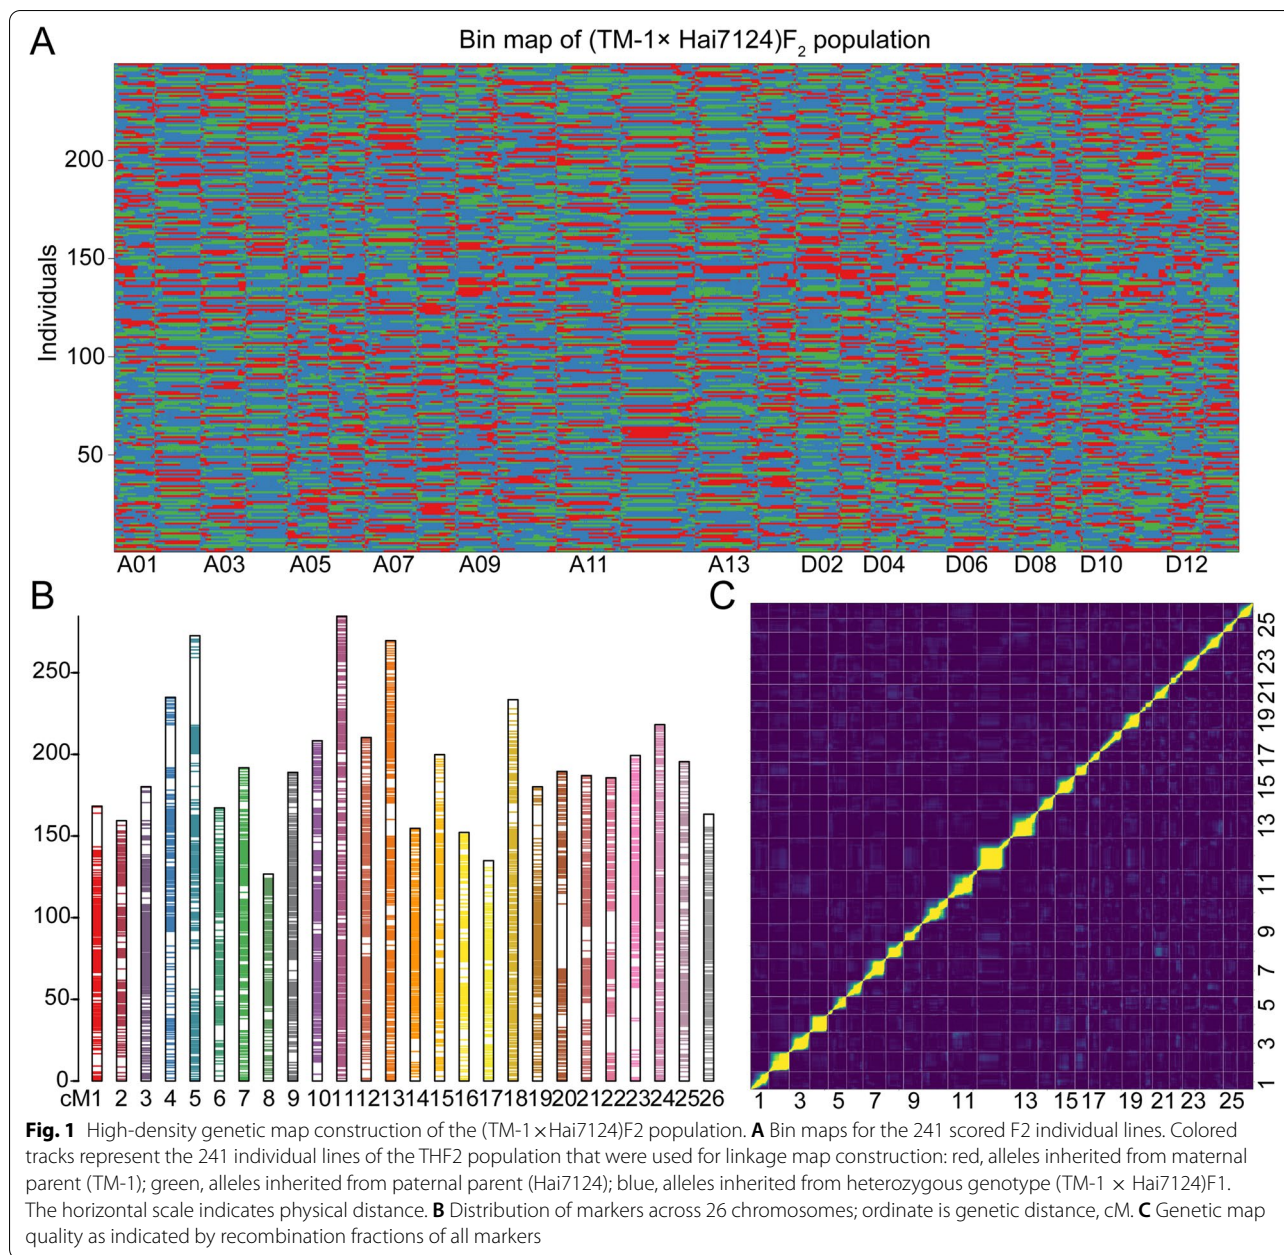 A
Bin map of (TM-1× Hai7124)F2 population
Individuals
200
150
100
50
A01 A03 A05 A07 A09 A11 A13 D02 D04 D06 D08 D10 D12
B
250
200
150
100
50
0
cM1 2 3 4 5 6 7 8 9 10 11 12 13 14 15 16 17 18 19 20 21 22 23 24 25 26
C
25
23
21
19
17
15
13
11
9
7
5
3
1
1 3 5 7 9 11 13 15 17 19 21 23 25
Fig. 1 High-density genetic map construction of the (TM-1×Hai7124)F2 population. A Bin maps for the 241 scored F2 individual lines. Colored
tracks represent the 241 individual lines of the THF2 population that were used for linkage map construction: red, alleles inherited from maternal
parent (TM-1); green, alleles inherited from paternal parent (Hai7124); blue, alleles inherited from heterozygous genotype (TM-1 × Hai7124)F1.
The horizontal scale indicates physical distance. B Distribution of markers across 26 chromosomes; ordinate is genetic distance, cM. C Genetic map
quality as indicated by recombination fractions of all markers